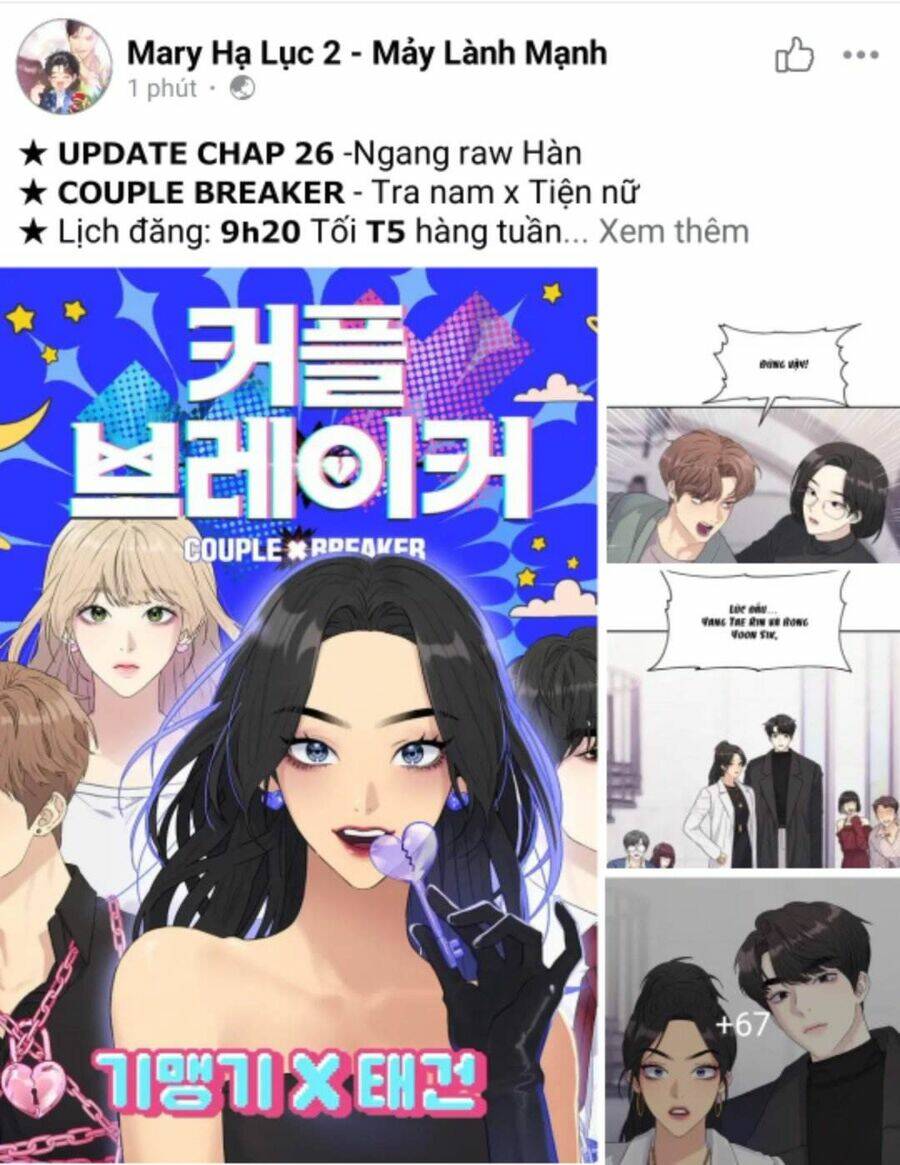 Mary Hạ Lục 2 - Mảy Lành Mạnh
1 phút ·
★ UPDATE CHAP 26 -Ngang raw Hàn
★ COUPLE BREAKER - Tra nam x Tiện nữ
★ Lịch đăng: 9h20 Tối T5 hàng tuần... Xem thêm
커플
브레이커
COUPLE BREAKER
기맹기 X 태건
ĐÚNG VẬY!
LÚC ĐẦU...
YANG TAE RIN VÀ HONG
YOON SIK,
+67